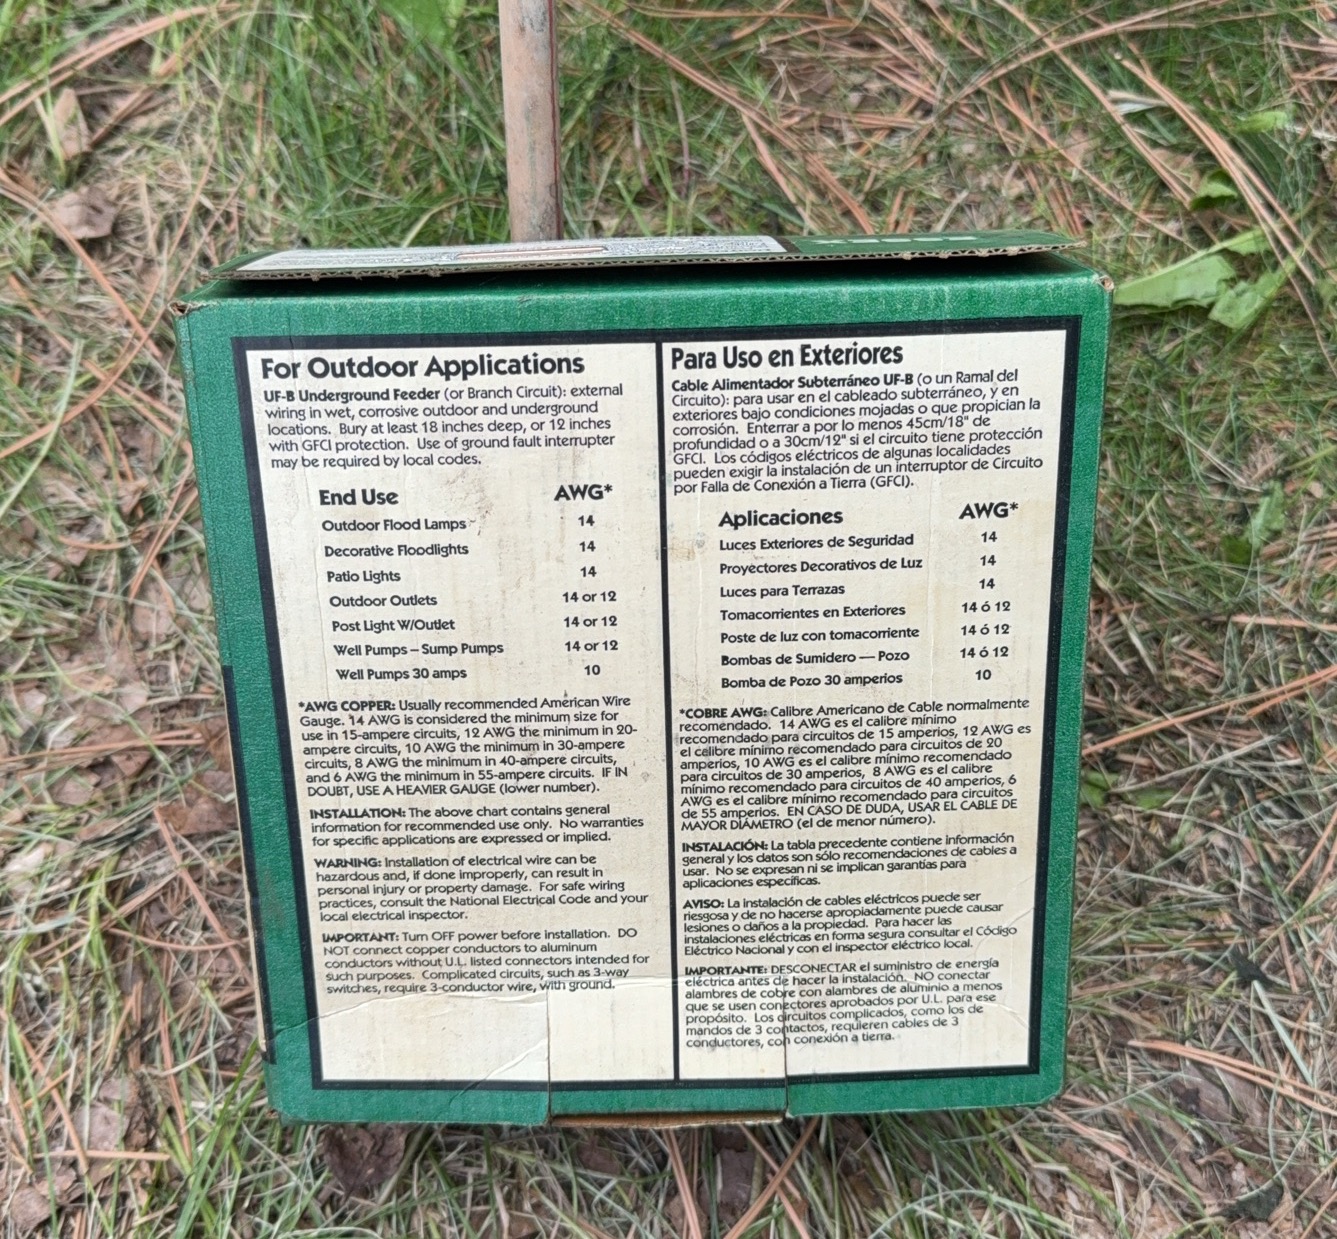 For Outdoor Applications
UF-B Underground Feeder (or Branch Circuit): external
wiring in wet, corrosive outdoor and underground
locations. Bury at least 18 inches deep, or 12 inches
with GFCI protection. Use of ground fault interrupter
may be required by local codes.
End Use AWG*
Outdoor Flood Lamps 14
Decorative Floodlights 14
Patio Lights 14
Outdoor Outlets 14 or 12
Post Light W/Outlet 14 or 12
Well Pumps – Sump Pumps 14 or 12
Well Pumps 30 amps 10
*AWG COPPER: Usually recommended American Wire
Gauge. 14 AWG is considered the minimum size for
use in 15-ampere circuits, 12 AWG the minimum in 20-
ampere circuits, 10 AWG the minimum in 30-ampere
circuits, 8 AWG the minimum in 40-ampere circuits,
and 6 AWG the minimum in 55-ampere circuits. IF IN
DOUBT, USE A HEAVIER GAUGE (lower number).
INSTALLATION: The above chart contains general
information for recommended use only. No warranties
for specific applications are expressed or implied.
WARNING: Installation of electrical wire can be
hazardous and, if done improperly, can result in
personal injury or property damage. For safe wiring
practices, consult the National Electrical Code and your
local electrical inspector.
IMPORTANT: Turn OFF power before installation. DO
NOT connect copper conductors to aluminum
conductors without U.L. listed connectors intended for
such purposes. Complicated circuits, such as 3-way
switches, require 3-conductor wire, with ground.
Para Uso en Exteriores
Cable Alimentador Subterráneo UF-B (o un Ramal del
Circuito): para usar en el cableado subterráneo, y en
exteriores bajo condiciones mojadas o que propician la
corrosión. Enterrar a por lo menos 45cm/18" de
profundidad o a 30cm/12" si el circuito tiene protección
GFCI. Los códigos eléctricos de algunas localidades
pueden exigir la instalación de un interruptor de Circuito
por Falla de Conexión a Tierra (GFCI).
Aplicaciones AWG*
Luces Exteriores de Seguridad 14
Proyectores Decorativos de Luz 14
Luces para Terrazas 14
Tomacorrientes en Exteriores 14 ó 12
Poste de luz con tomacorriente 14 ó 12
Bombas de Sumidero — Pozo 14 ó 12
Bomba de Pozo 30 amperios 10
*COBRE AWG: Calibre Americano de Cable normalmente
recomendado. 14 AWG es el calibre mínimo
recomendado para circuitos de 15 amperios, 12 AWG es
el calibre mínimo recomendado para circuitos de 20
amperios, 10 AWG es el calibre mínimo recomendado
para circuitos de 30 amperios, 8 AWG es el calibre
mínimo recomendado para circuitos de 40 amperios, 6
AWG es el calibre mínimo recomendado para circuitos
de 55 amperios. EN CASO DE DUDA, USAR EL CABLE DE
MAYOR DIÁMETRO (el de menor número).
INSTALACIÓN: La tabla precedente contiene información
general y los datos son sólo recomendaciones de cables a
usar. No se expresan ni se implican garantías para
aplicaciones específicas.
AVISO: La instalación de cables eléctricos puede ser
riesgosa y de no hacerse apropiadamente puede causar
lesiones o daños a la propiedad. Para hacer las
instalaciones eléctricas en forma segura consultar el Código
Eléctrico Nacional y con el inspector eléctrico local.
IMPORTANTE: DESCONECTAR el suministro de energía
eléctrica antes de hacer la instalación. NO conectar
alambres de cobre con alambres de aluminio a menos
que se usen conectores aprobados por U.L. para ese
propósito. Los circuitos complicados, como los de
mandos de 3 contactos, requieren cables de 3
conductores, con conexión a tierra.